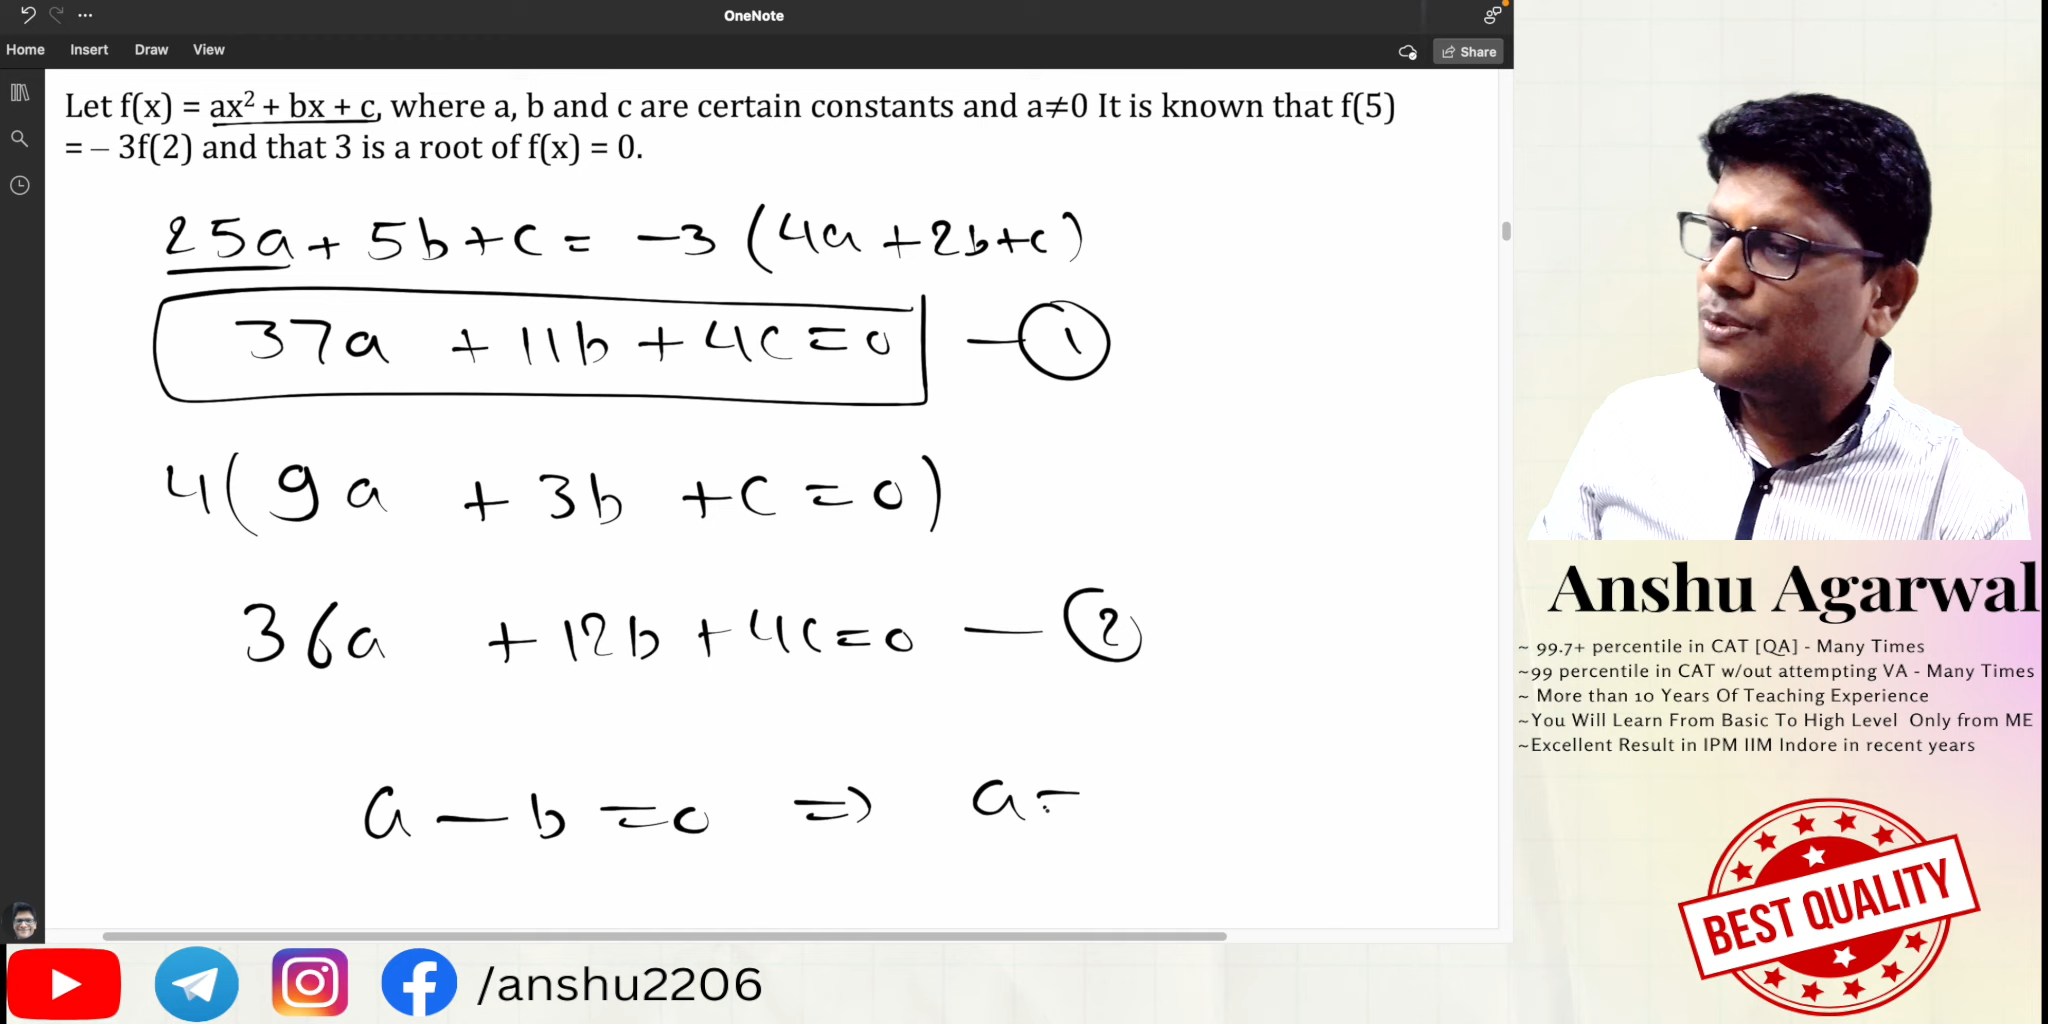 OneNote
Home Insert Draw View
Share
Let f(x) = ax² + bx + c, where a, b and c are certain constants and a≠0 It is known that f(5)
= – 3f(2) and that 3 is a root of f(x) = 0.
25a + 5b + c = -3 (4a + 2b + c)
37a + 11b + 4c = 0 — ①
4(9a + 3b + c = 0)
36a + 12b + 4c = 0 — ②
a — b = 0 ⇒ a =
Anshu Agarwal
~ 99.7+ percentile in CAT [QA] - Many Times
~99 percentile in CAT w/out attempting VA - Many Times
~ More than 10 Years Of Teaching Experience
~You Will Learn From Basic To High Level Only from ME
~Excellent Result in IPM IIM Indore in recent years
BEST QUALITY
/anshu2206